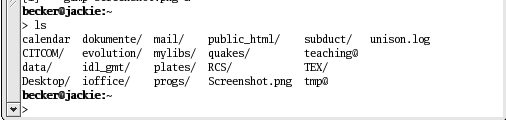 becker@jackie:~
> ls
calendar  dokumente/  mail/  public_html/  subduct/  unison.log
CITCOM/  evolution/  mylibs/  quakes/  teaching@
data/  idl_gmt/  plates/  RCS/  TEX/
Desktop/  ioffice/  progs/  Screenshot.png  tmp@
becker@jackie:~
>